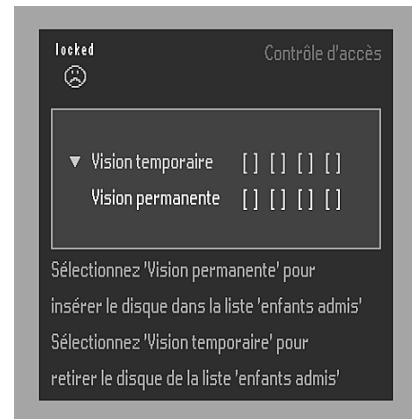 locked
Contrôle d'accès
▼ Vision temporaire [ ] [ ] [ ] [ ]
Vision permanente [ ] [ ] [ ] [ ]
Sélectionnez 'Vision permanente' pour
insérer le disque dans la liste 'enfants admis'
Sélectionnez 'Vision temporaire' pour
retirer le disque de la liste 'enfants admis'